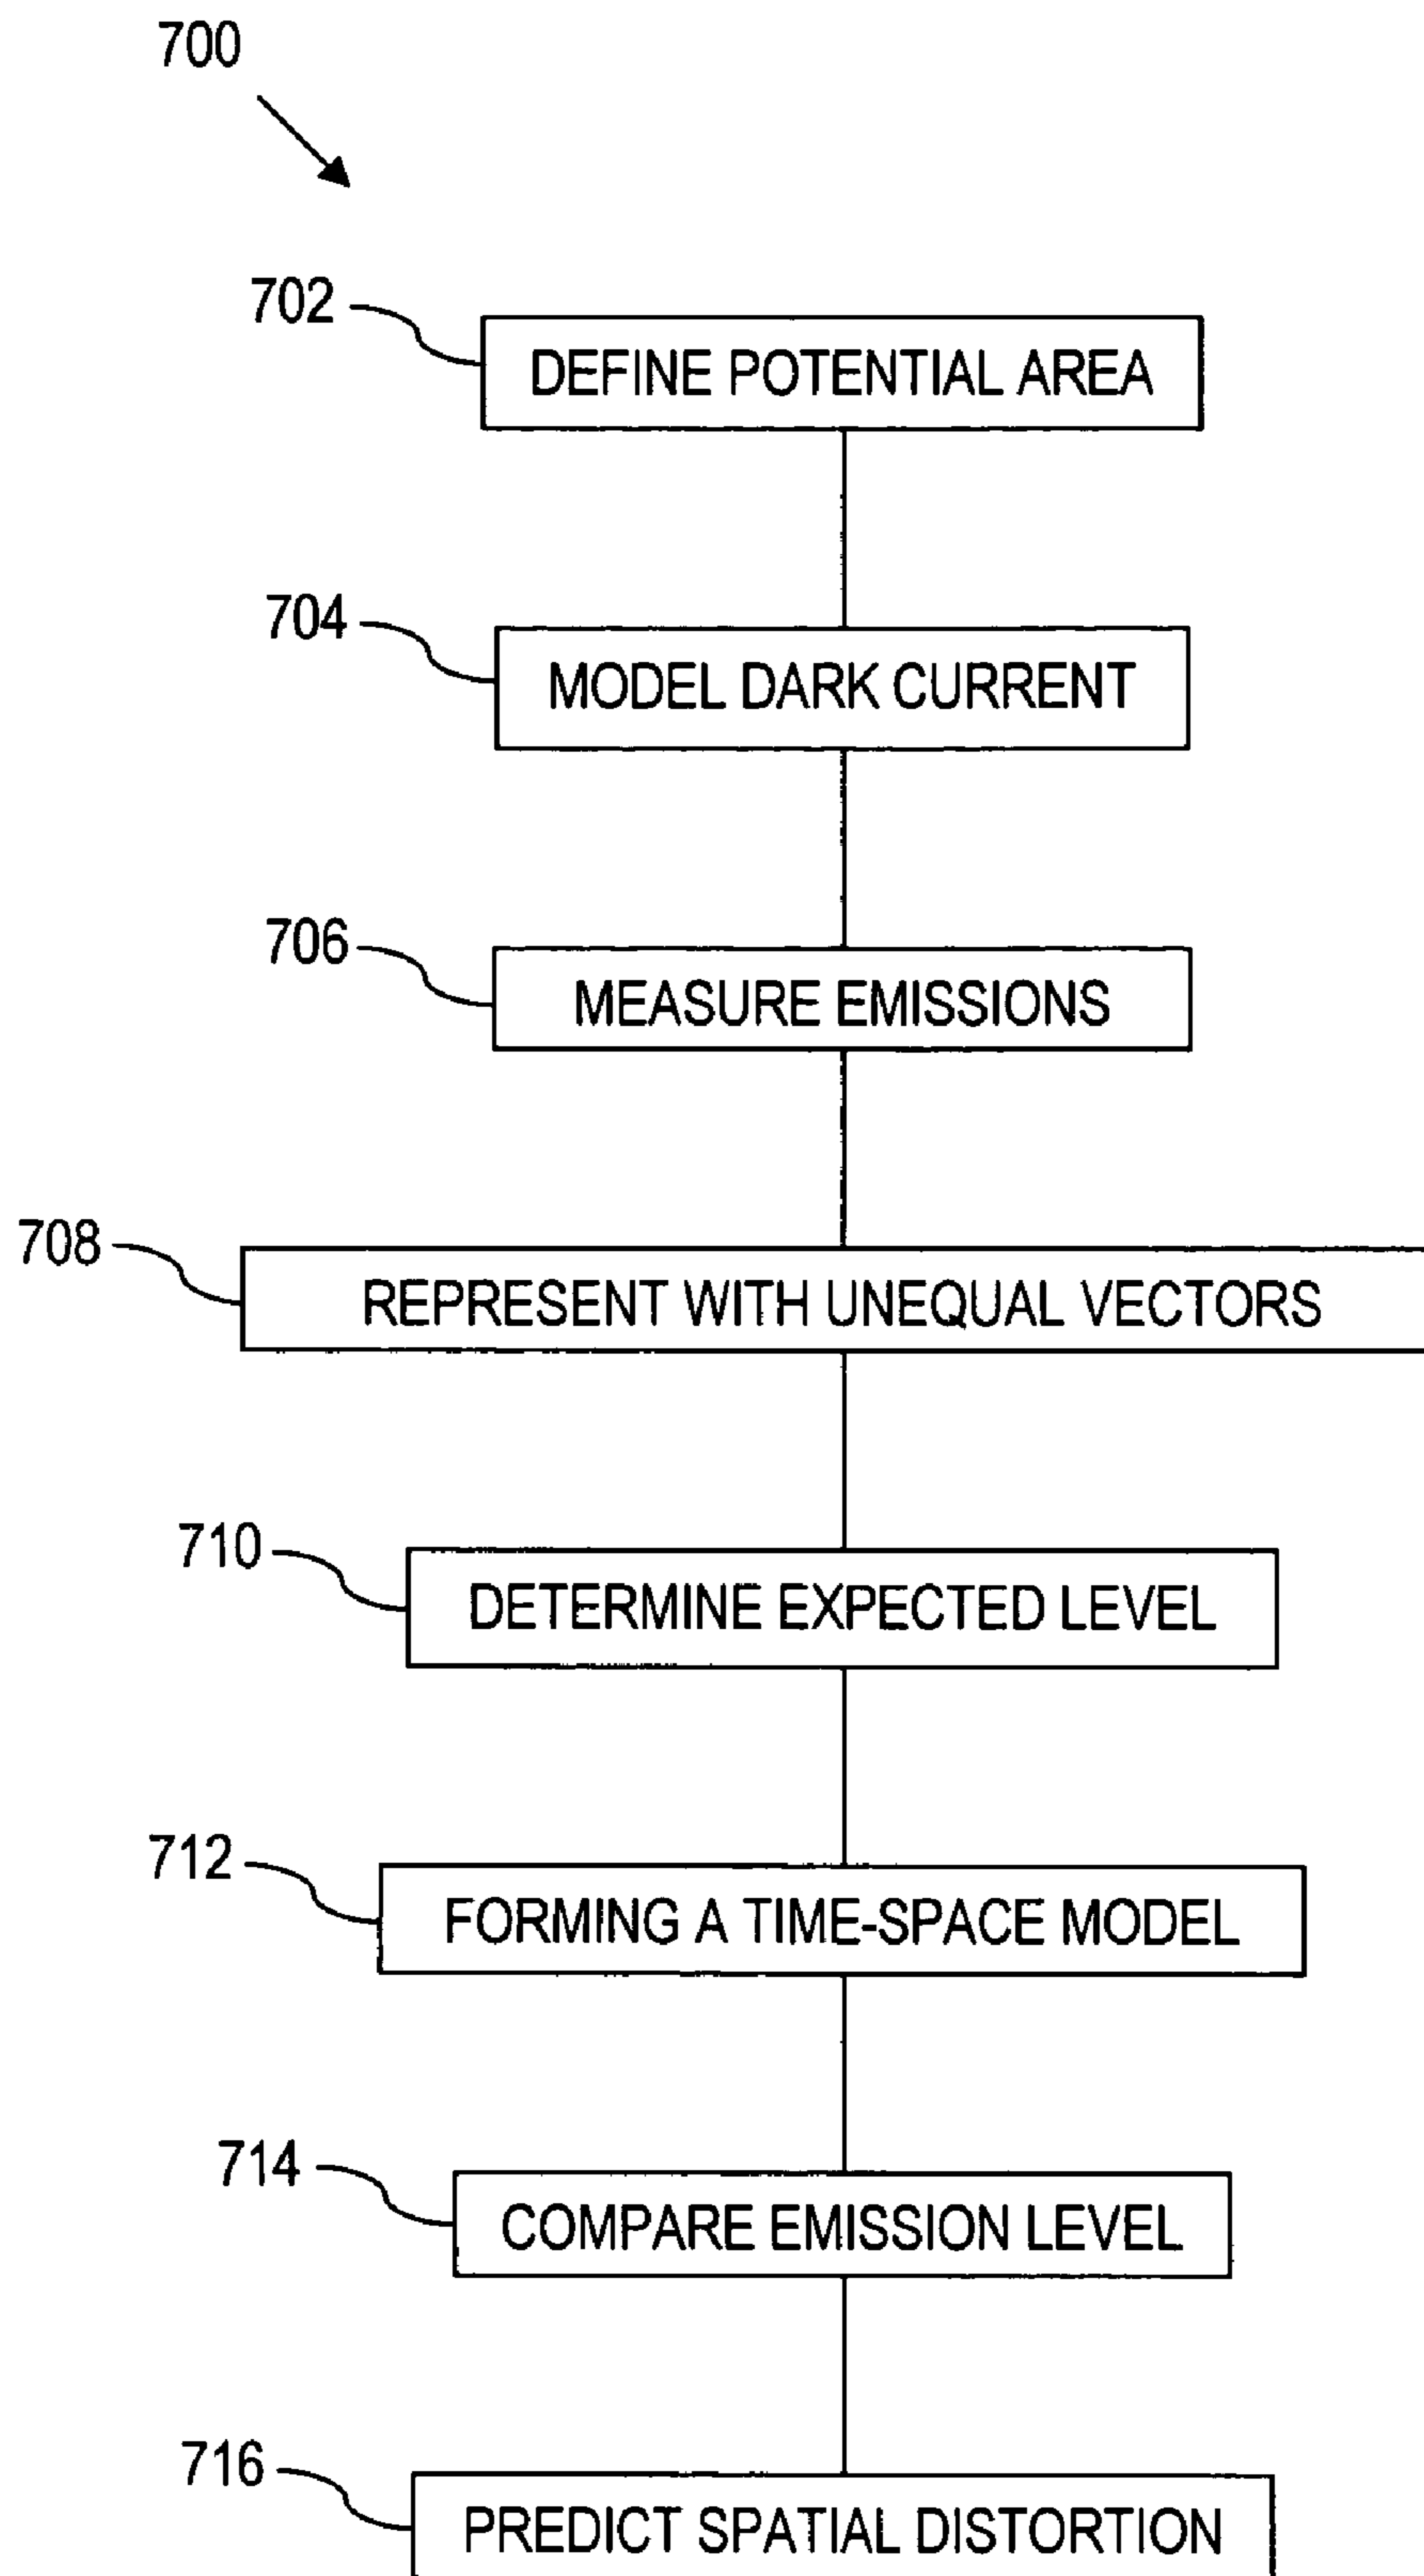 700
702
DEFINE POTENTIAL AREA
704
MODEL DARK CURRENT
706
MEASURE EMISSIONS
708
REPRESENT WITH UNEQUAL VECTORS
710
DETERMINE EXPECTED LEVEL
712
FORMING A TIME-SPACE MODEL
714
COMPARE EMISSION LEVEL
716
PREDICT SPATIAL DISTORTION